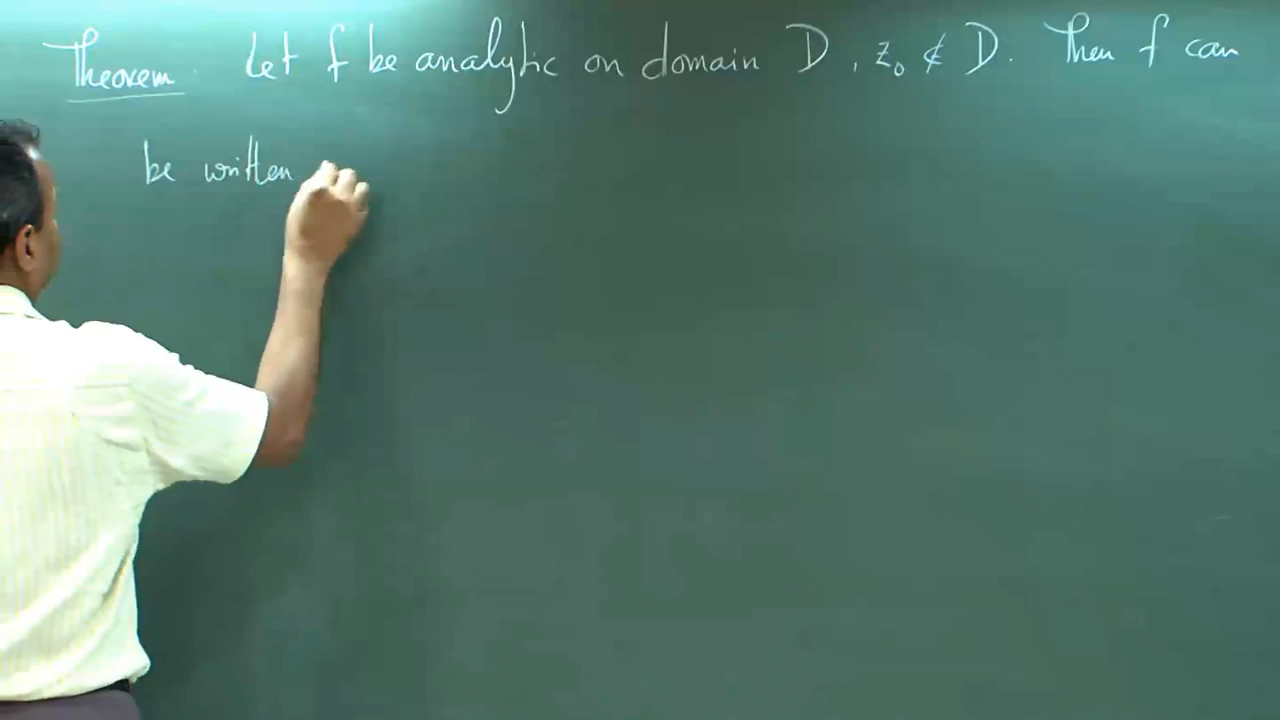 Theorem. Let f be analytic on domain D, z₀ ∉ D. Then f can
be written